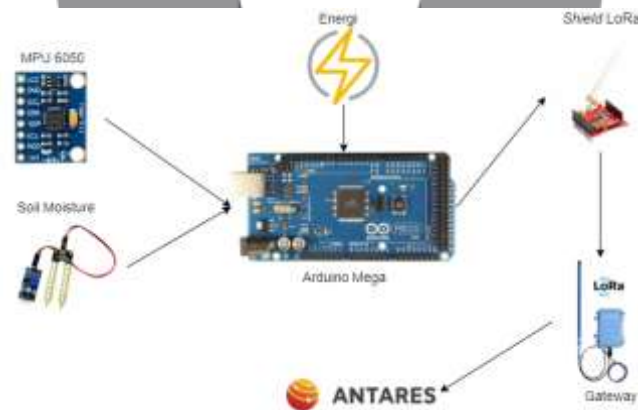 Energi
Shield LoRa
MPU 6050
Soil Moisture
Arduino Mega
LoRa
Gateway
ANTARES